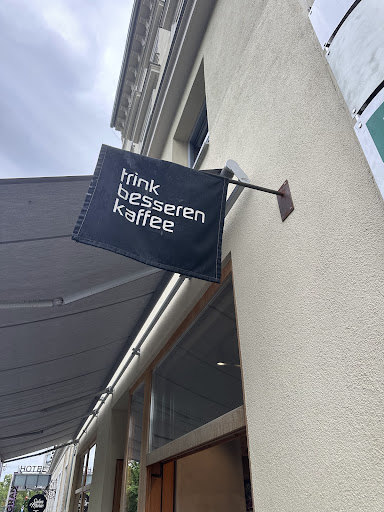 trink
besseren
kaffee
HOTEL